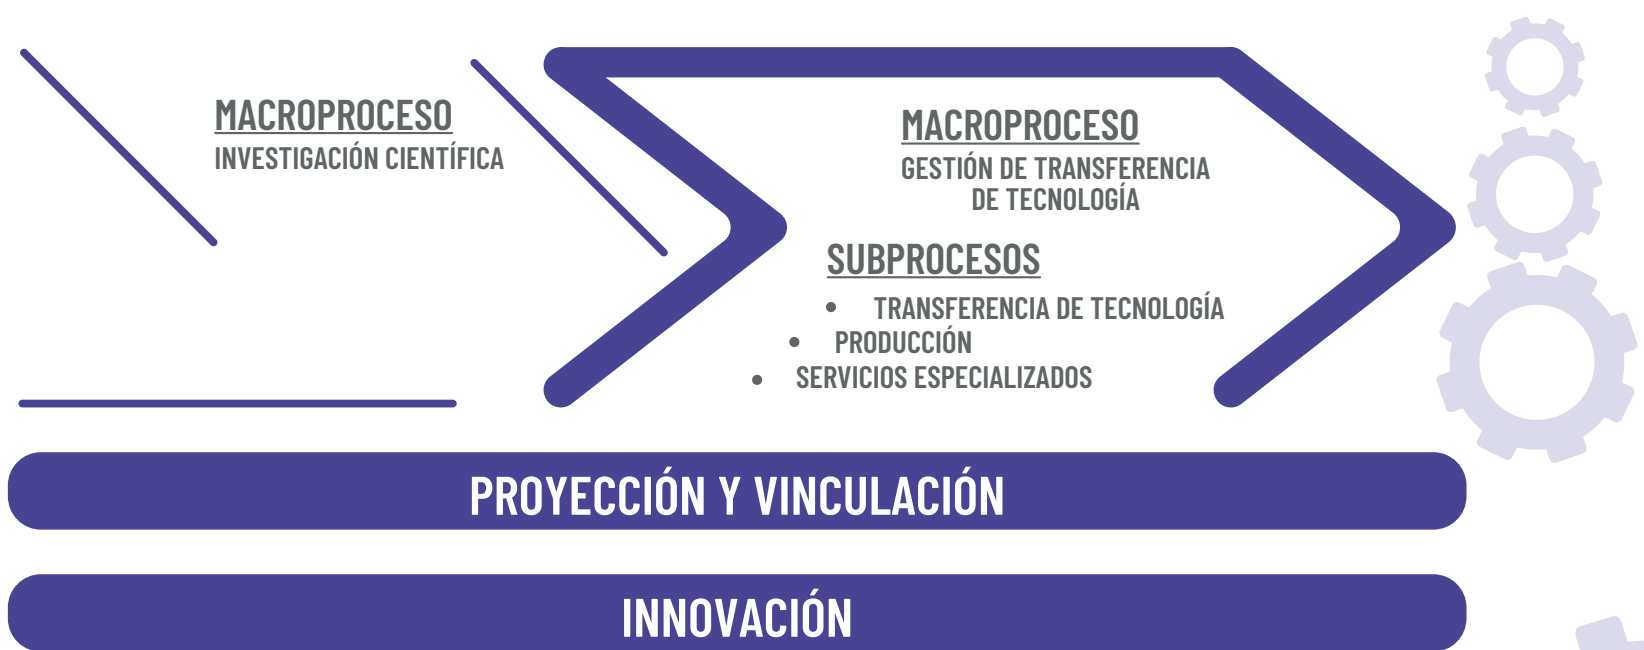 MACROPROCESO
INVESTIGACIÓN CIENTÍFICA
MACROPROCESO
GESTIÓN DE TRANSFERENCIA
DE TECNOLOGÍA
SUBPROCESOS
• TRANSFERENCIA DE TECNOLOGÍA
• PRODUCCIÓN
• SERVICIOS ESPECIALIZADOS
PROYECCIÓN Y VINCULACIÓN
INNOVACIÓN